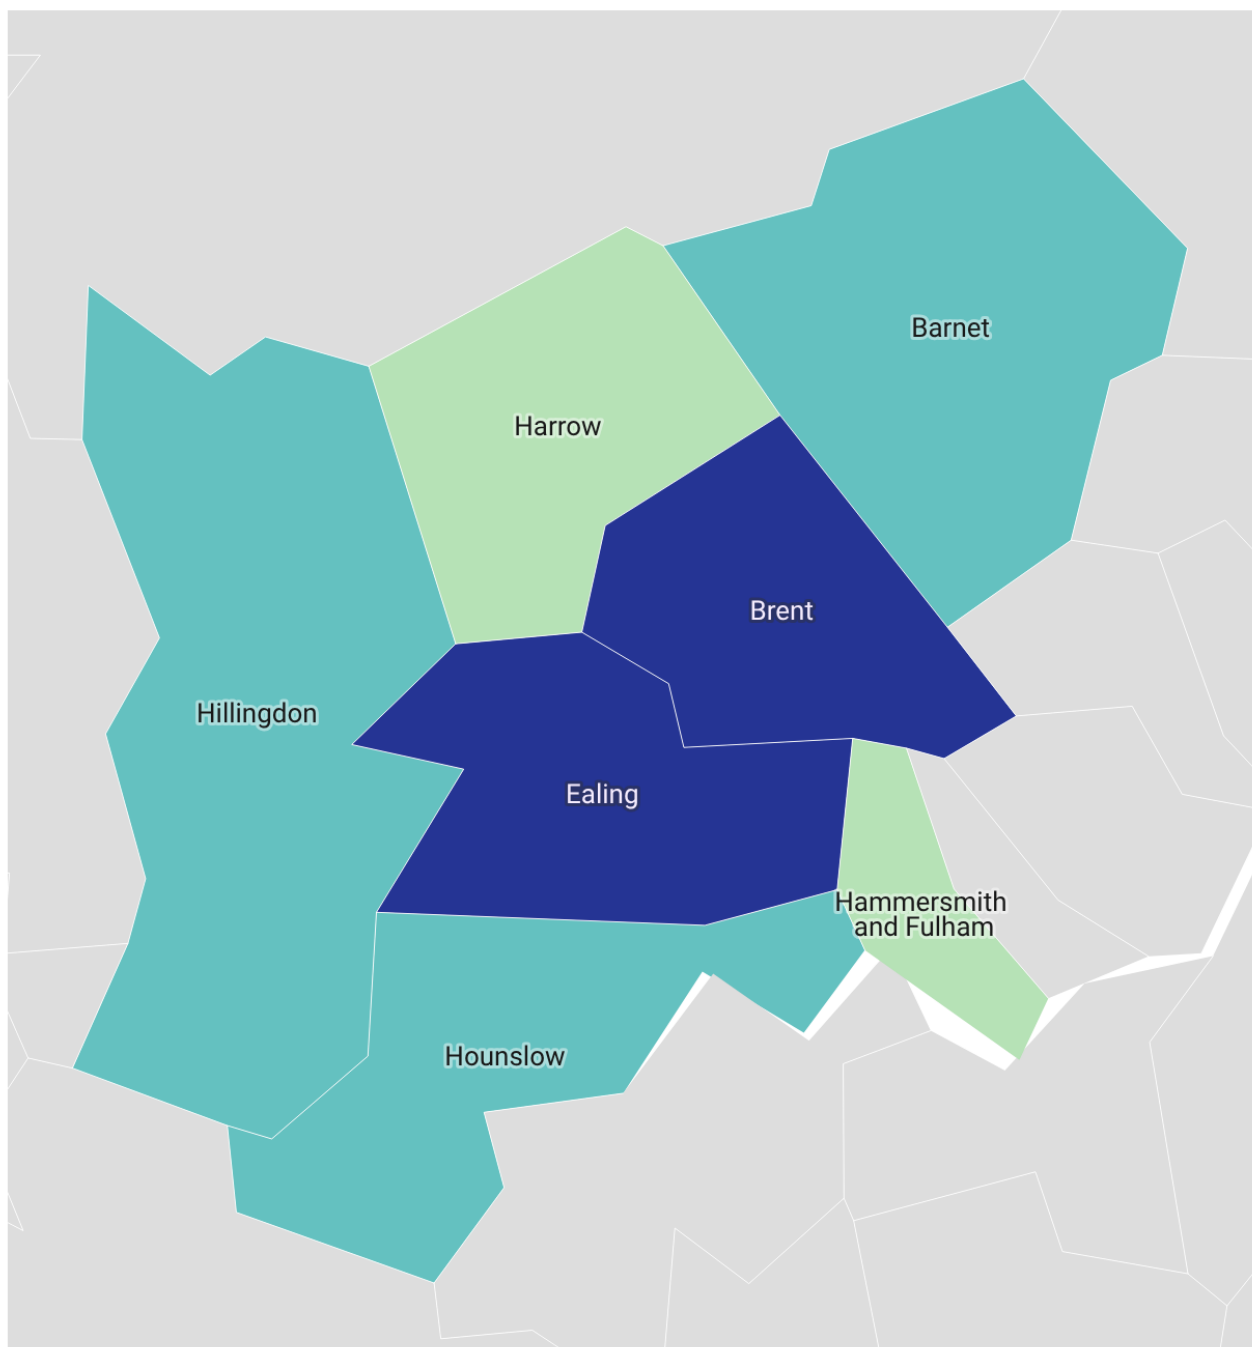 Barnet
Harrow
Brent
Hillingdon
Ealing
Hammersmith
and Fulham
Hounslow